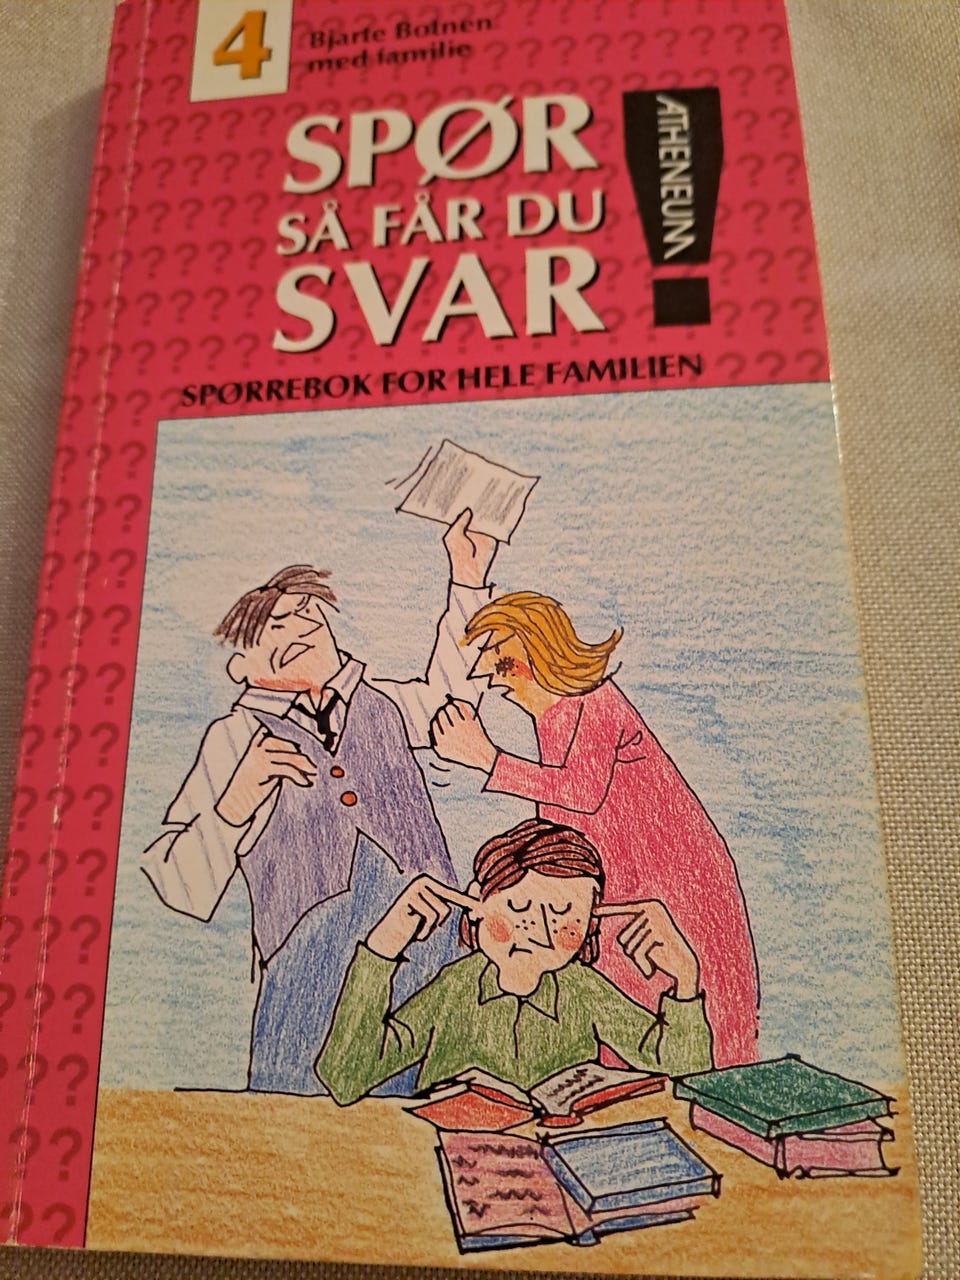 4
Bjarte Botnen
med familie
SPØR
SÅ FÅR DU
SVAR
ATHENEUM
SPØRREBOK FOR HELE FAMILIEN